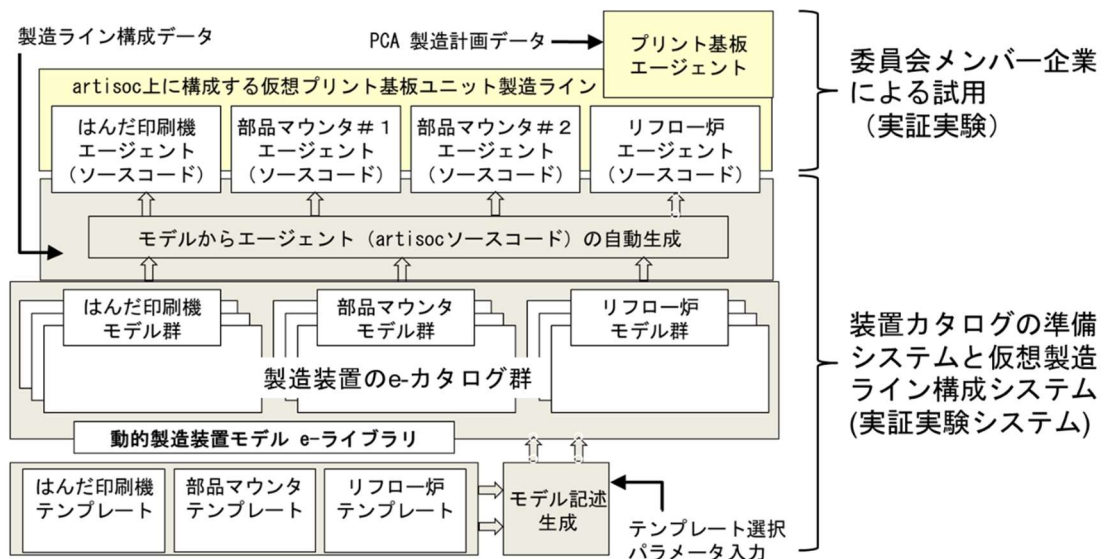 製造ライン構成データ
PCA 製造計画データ
プリント基板
エージェント
artisoc上に構成する仮想プリント基板ユニット製造ライン
はんだ印刷機
エージェント
(ソースコード)
部品マウンタ#1
エージェント
(ソースコード)
部品マウンタ#2
エージェント
(ソースコード)
リフロー炉
エージェント
(ソースコード)
委員会メンバー企業
による試用
(実証実験)
モデルからエージェント(artisocソースコード)の自動生成
はんだ印刷機
モデル群
部品マウンタ
モデル群
リフロー炉
モデル群
製造装置のe-カタログ群
動的製造装置モデル e-ライブラリ
装置カタログの準備
システムと仮想製造
ライン構成システム
(実証実験システム)
はんだ印刷機
テンプレート
部品マウンタ
テンプレート
リフロー炉
テンプレート
モデル記述
生成
テンプレート選択
パラメータ入力